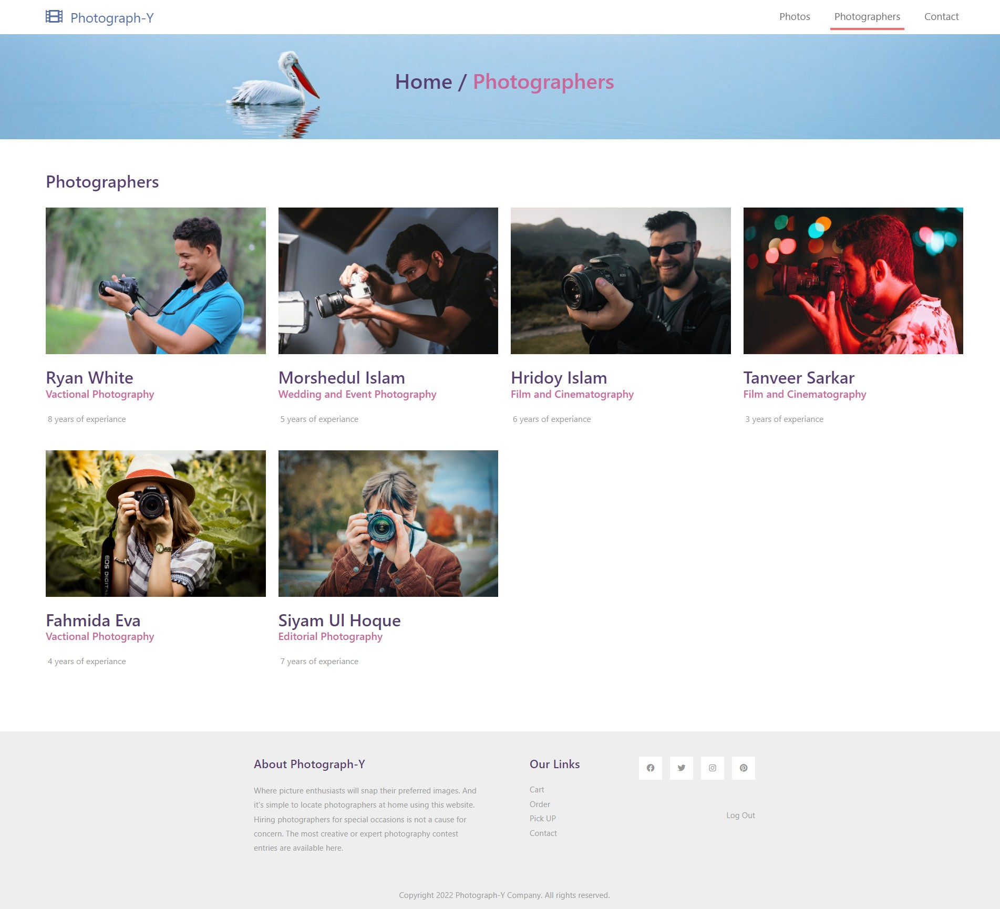 Photograph-Y
Photos Photographers Contact
Home / Photographers
Photographers
Ryan White
Vactional Photography
8 years of experiance
Morshedul Islam
Wedding and Event Photography
5 years of experiance
Hridoy Islam
Film and Cinematography
6 years of experiance
Tanveer Sarkar
Film and Cinematography
3 years of experiance
Canon
EOS
CANON
EOS DIGITAL
Fahmida Eva
Vactional Photography
4 years of experiance
Siyam Ul Hoque
Editorial Photography
7 years of experiance
About Photograph-Y
Where picture enthusiasts will snap their preferred images. And
it's simple to locate photographers at home using this website.
Hiring photographers for special occasions is not a cause for
concern. The most creative or expert photography contest
entries are available here.
Our Links
Cart
Order
Pick UP
Contact
Log Out
Copyright 2022 Photograph-Y Company. All rights reserved.